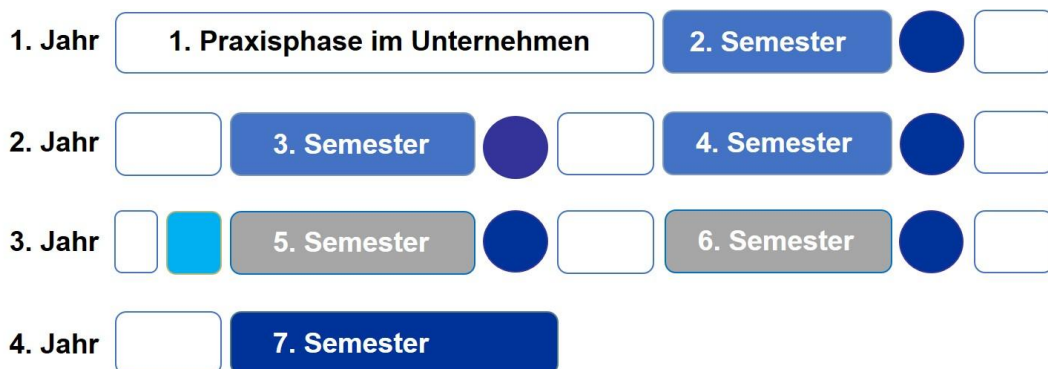 1. Jahr 1. Praxisphase im Unternehmen 2. Semester
2. Jahr 3. Semester 4. Semester
3. Jahr 5. Semester 6. Semester
4. Jahr 7. Semester